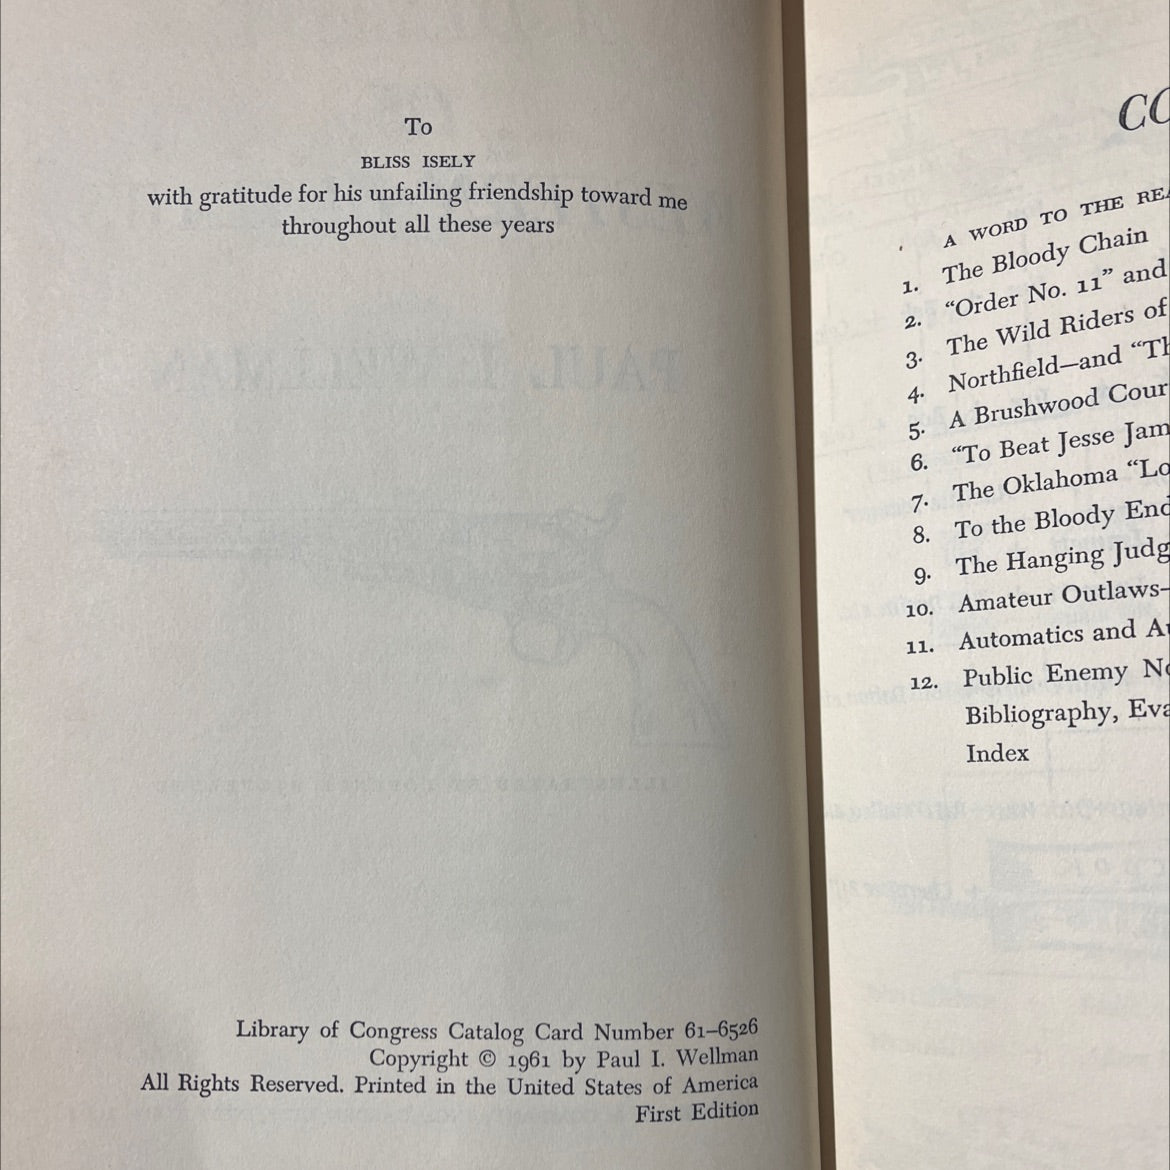 To
BLISS ISELY
with gratitude for his unfailing friendship toward me
throughout all these years
Library of Congress Catalog Card Number 61–6526
Copyright © 1961 by Paul I. Wellman
All Rights Reserved. Printed in the United States of America
First Edition
CO
A WORD TO THE REA
1. The Bloody Chain
2. “Order No. 11” and
3. The Wild Riders of
4. Northfield—and “Th
5. A Brushwood Cour
6. “To Beat Jesse Jam
7. The Oklahoma “Lo
8. To the Bloody End
9. The Hanging Judg
10. Amateur Outlaws—
11. Automatics and Au
12. Public Enemy No
Bibliography, Eva
Index